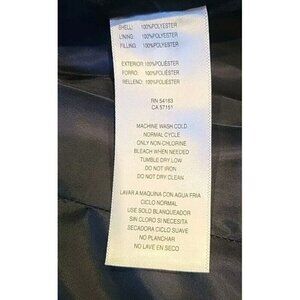 SHELL: 100%POLYESTER
LINING: 100%POLYESTER
FILLING: 100%POLYESTER
EXTERIOR:100%POLIÉSTER
FORRO: 100%POLIÉSTER
RELLENO: 100%POLIÉSTER
RN 54163
CA 57151
MACHINE WASH COLD
NORMAL CYCLE
ONLY NON-CHLORINE
BLEACH WHEN NEEDED
TUMBLE DRY LOW
DO NOT IRON
DO NOT DRY CLEAN
LAVAR A MAQUINA CON AGUA FRIA
CICLO NORMAL
USE SOLO BLANQUEADOR
SIN CLORO SI NECESITA
SECADORA CICLO SUAVE
NO PLANCHAR
NO LAVE EN SECO